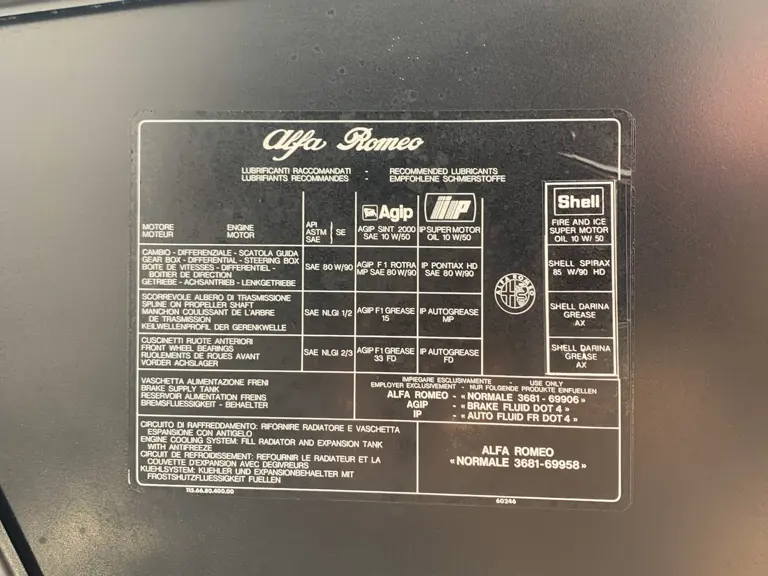 Alfa Romeo
LUBRIFICANTI RACCOMANDATI - RECOMMENDED LUBRICANTS
LUBRIFIANTS RECOMMANDES - EMPFOHLENE SCHMIERSTOFFE
MOTORE ENGINE
MOTEUR MOTOR
API
ASTM
SAE
SE
Agip
AGIP SINT 2000
SAE 10 W/50
IP
IP SUPER MOTOR
OIL 10 W/50
Shell
FIRE AND ICE
SUPER MOTOR
OIL 10 W/50
CAMBIO - DIFFERENZIALE - SCATOLA GUIDA
GEAR BOX - DIFFERENTIAL - STEERING BOX
BOITE DE VITESSES - DIFFERENTIEL -
BOITIER DE DIRECTION
GETRIEBE - ACHSANTRIEB - LENKGETRIEBE
SAE 80 W/90
AGIP F 1 ROTRA
MP SAE 80 W/90
IP PONTIAX HD
SAE 80 W/90
SHELL SPIRAX
85 W/90 HD
ALFA ROMEO
SCORREVOLE ALBERO DI TRASMISSIONE
SPLINE ON PROPELLER SHAFT
MANCHON COULISSANT DE L'ARBRE
DE TRASMISSION
KEILWELLENPROFIL DER GERENKWELLE
SAE NLGI 1/2
AGIP F1 GREASE
15
IP AUTOGREASE
MP
SHELL DARINA
GREASE
AX
CUSCINETTI RUOTE ANTERIORI
FRONT WHEEL BEARINGS
RUOLEMENTS DE ROUES AVANT
VORDER ACHSLAGER
SAE NLGI 2/3
AGIP F1 GREASE
33 FD
IP AUTOGREASE
FD
SHELL DARINA
GREASE
AX
VASCHETTA ALIMENTAZIONE FRENI
BRAKE SUPPLY TANK
RESERVOIR ALIMENTATION FREINS
BREMSFLUESSIGKEIT - BEHAELTER
IMPIEGARE ESCLUSIVAMENTE - USE ONLY
EMPLOYER EXCLUSIVEMENT - NUR FOLGENDE PRODUKTE EINFUELLEN
ALFA ROMEO - «NORMALE 3681-69906»
AGIP - «BRAKE FLUID DOT 4»
IP - «AUTO FLUID FR DOT 4»
CIRCUITO DI RAFFREDDAMENTO: RIFORNIRE RADIATORE E VASCHETTA
ESPANSIONE CON ANTIGELO
ENGINE COOLING SYSTEM: FILL RADIATOR AND EXPANSION TANK
WITH ANTIFREEZE
CIRCUIT DE REFROIDISSEMENT: REFOURNIR LE RADIATEUR ET LA
COUVETTE D'EXPANSION AVEC DEGIVREURS
KUEHLSYSTEM: KUEHLER UND EXPANSIONBEHAELTER MIT
FROSTSHUTZFLUSSIGKEIT FUELLEN
ALFA ROMEO
«NORMALE 3681-69958»
115.66.80.400.00
60246